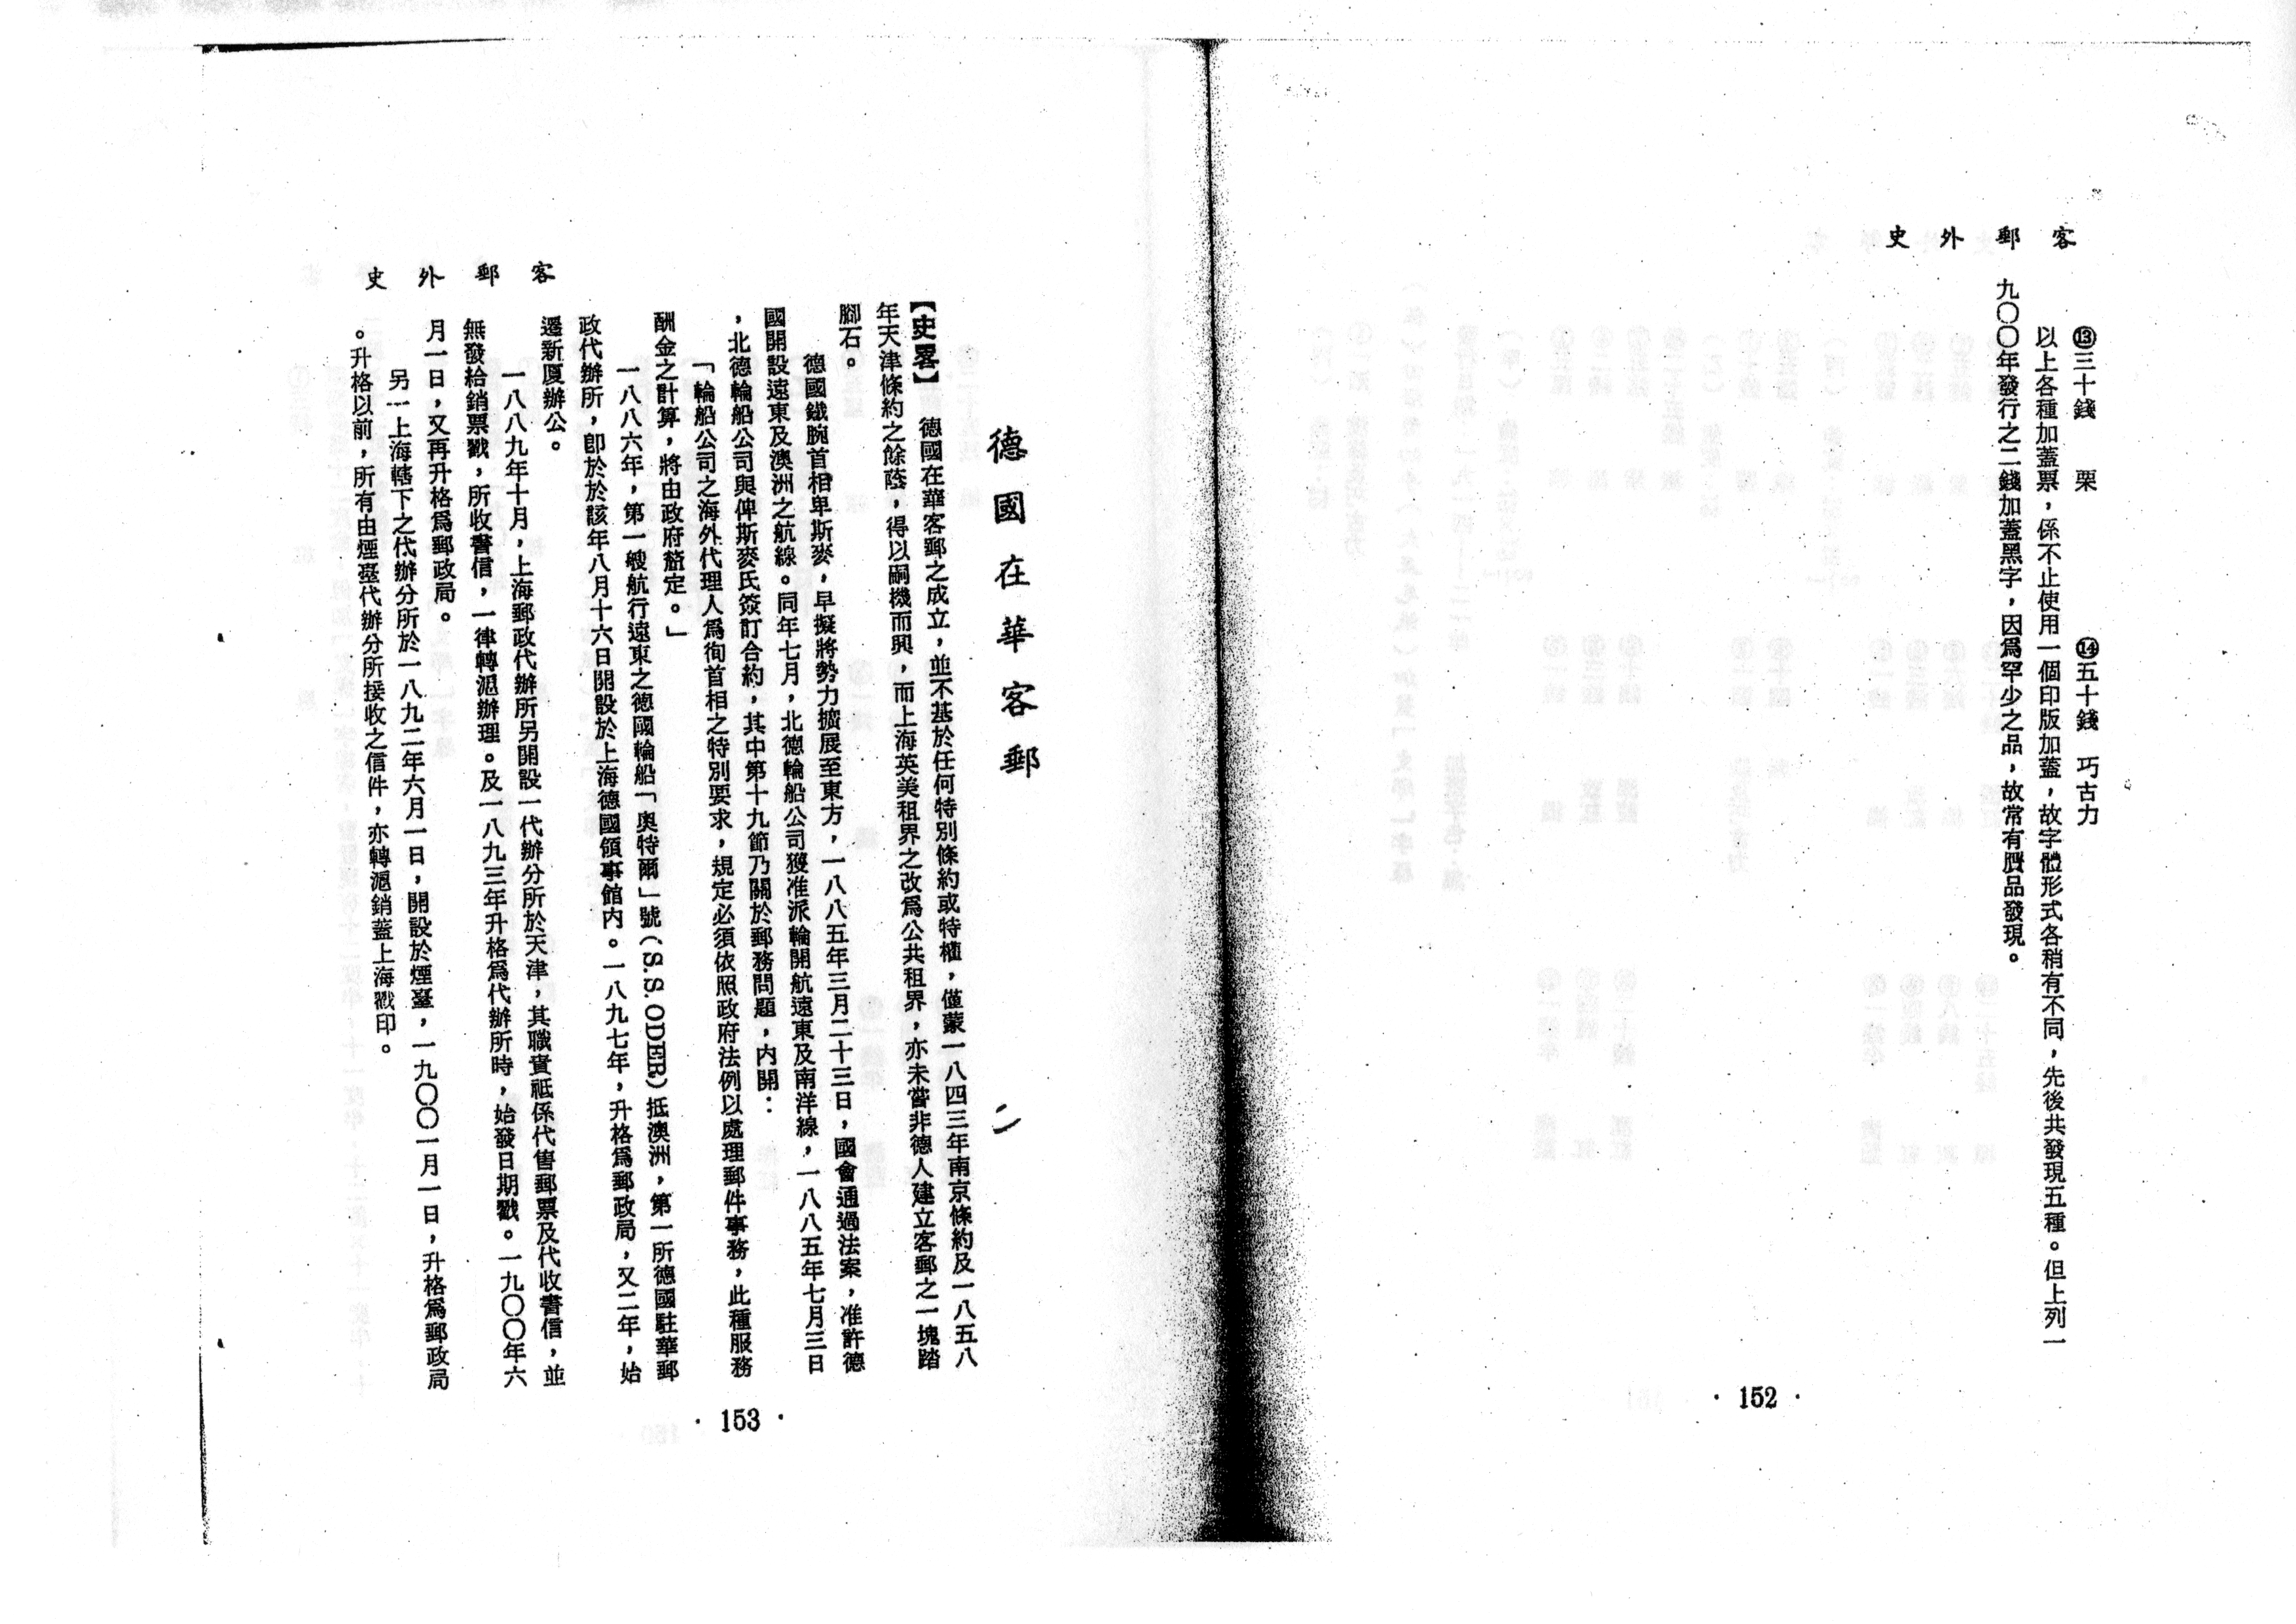 客郵外史
⑬三十錢　栗　⑭五十錢　巧古力
以上各種加蓋票，係不止使用一個印版加蓋，故字體形式各稍有不同，先後共發現五種。但上列一
九〇〇年發行之二錢加蓋黑字，因爲罕少之品，故常有贋品發現。
· 152 ·
德國在華客郵
【史畧】　德國在華客郵之成立，並不基於任何特別條約或特權，僅蒙一八四三年南京條約及一八五八
年天津條約之餘蔭，得以嗣機而興，而上海英美租界之改爲公共租界，亦未嘗非德人建立客郵之一塊踏
腳石。
德國鐵腕首相卑斯麥，早擬將勢力擴展至東方，一八八五年三月二十三日，國會通過法案，准許德
國開設遠東及澳洲之航線。同年七月，北德輪船公司獲准派輪開航遠東及南洋線，一八八五年七月三日
，北德輪船公司與俾斯麥氏簽訂合約，其中第十九節乃關於郵務問題，內開：
「輪船公司之海外代理人爲徇首相之特別要求，規定必須依照政府法例以處理郵件事務，此種服務
酬金之計算，將由政府釐定。」
一八八六年，第一艘航行遠東之德國輪船「奧特爾」號（S.S.ODER）抵澳洲，第一所德國駐華郵
政代辦所，卽於於該年八月十六日開設於上海德國領事館內。一八九七年，升格爲郵政局，又二年，始
遷新厦辦公。
一八八九年十月，上海郵政代辦所另開設一代辦分所於天津，其職責祗係代售郵票及代收書信，並
無發給銷票戳，所收書信，一律轉滬辦理。及一八九三年升格爲代辦所時，始發日期戳。一九〇〇年六
月一日，又再升格爲郵政局。
另一上海轄下之代辦分所於一八九二年六月一日，開設於煙臺，一九〇〇一月一日，升格爲郵政局
。升格以前，所有由煙臺代辦分所接收之信件，亦轉滬銷蓋上海戳印。
客郵外史
· 153 ·